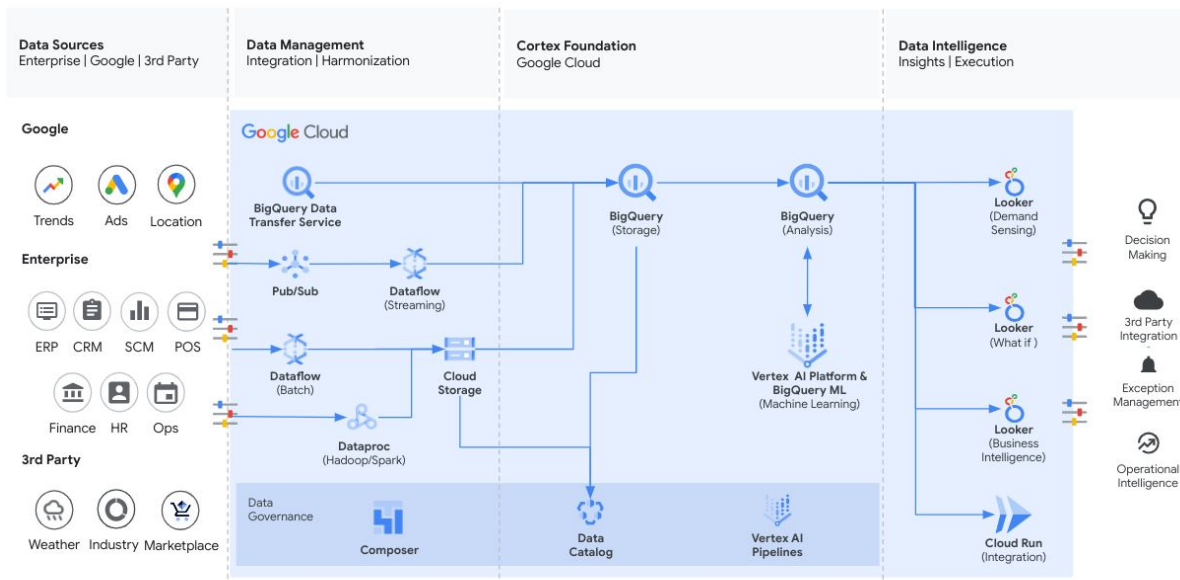 Data Sources
Enterprise | Google | 3rd Party
Data Management
Integration | Harmonization
Cortex Foundation
Google Cloud
Data Intelligence
Insights | Execution
Google
Trends
Ads
Location
Enterprise
ERP
CRM
SCM
POS
Finance
HR
Ops
3rd Party
Weather
Industry
Marketplace
Google Cloud
BigQuery Data
Transfer Service
Pub/Sub
Dataflow
(Streaming)
Dataflow
(Batch)
Cloud
Storage
Dataproc
(Hadoop/Spark)
BigQuery
(Storage)
BigQuery
(Analysis)
Vertex AI Platform &
BigQuery ML
(Machine Learning)
Data
Governance
Composer
Data
Catalog
Vertex AI
Pipelines
Looker
(Demand
Sensing)
Looker
(What if )
Looker
(Business
Intelligence)
Cloud Run
(Integration)
Decision
Making
3rd Party
Integration
Exception
Management
Operational
Intelligence